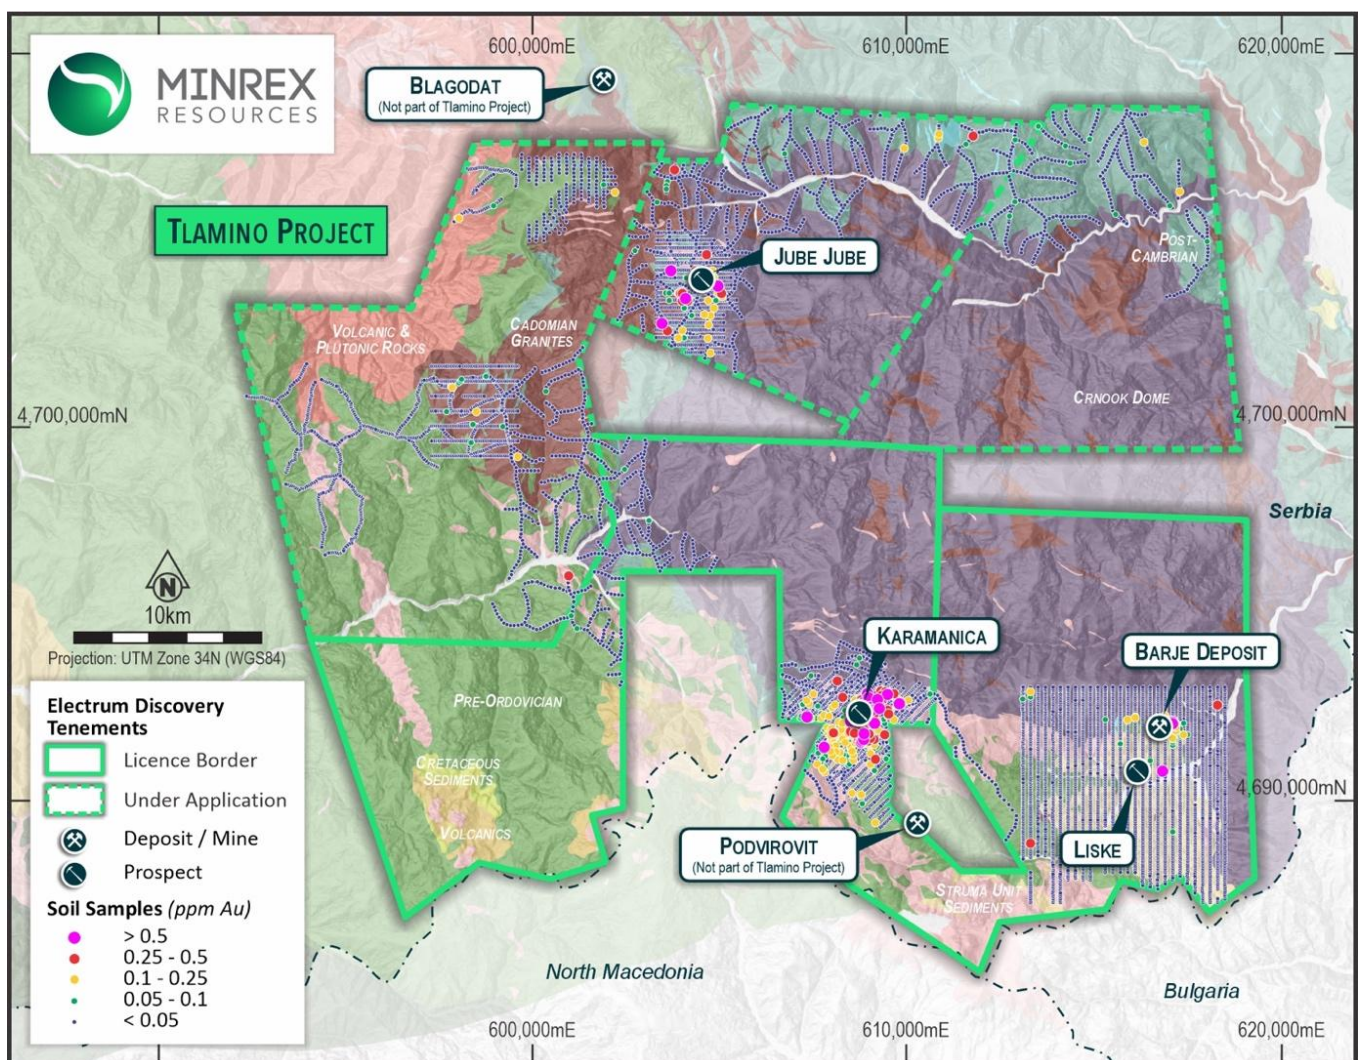 600,000mE
610,000mE
620,000mE
MINREX
RESOURCES
BLAGODAT
(Not part of Tlamino Project)
TLAMINO PROJECT
JUBE JUBE
POST-
CAMBRIAN
VOLCANIC &
PLUTONIC ROCKS
CADOMIAN
GRANITES
CRNOOK DOME
4,700,000mN
4,700,000mN
Serbia
N
10km
Projection: UTM Zone 34N (WGS84)
KARAMANICA
BARJE DEPOSIT
PRE-ORDOVICIAN
CRETACEOUS
SEDIMENTS
VOLCANICS
4,690,000mN
PODVIROVIT
(Not part of Tlamino Project)
LISKE
STRUMA UNIT
SEDIMENTS
North Macedonia
Bulgaria
Electrum Discovery
Tenements
Licence Border
Under Application
Deposit / Mine
Prospect
Soil Samples (ppm Au)
> 0.5
0.25 - 0.5
0.1 - 0.25
0.05 - 0.1
< 0.05
600,000mE
610,000mE
620,000mE